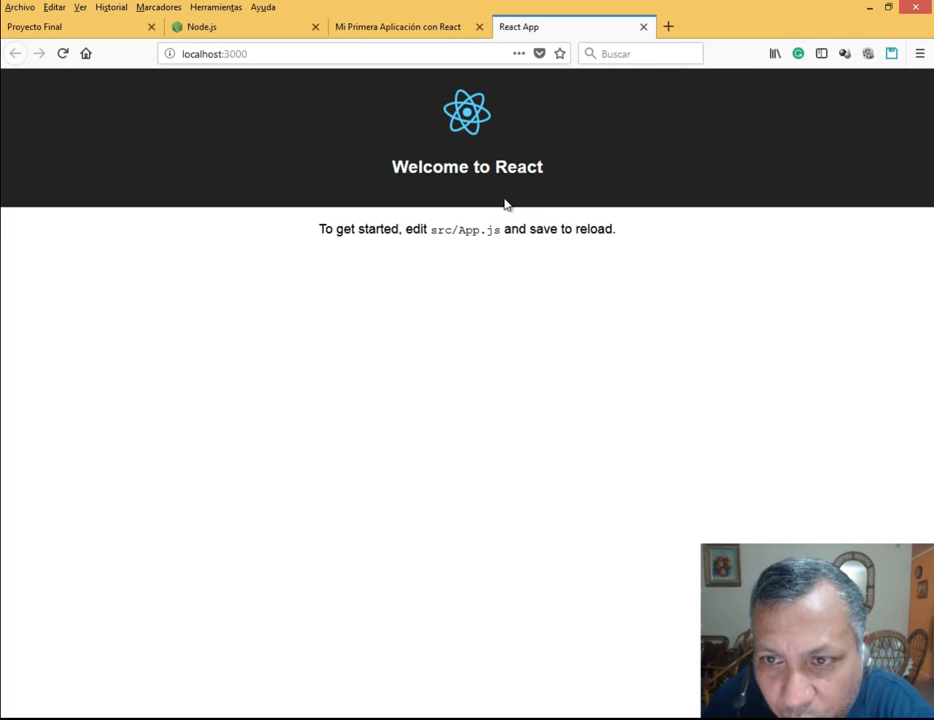 Archivo Editar Ver Historial Marcadores Herramientas Ayuda
Proyecto Final
Node.js
Mi Primera Aplicación con React
React App
localhost:3000
Buscar
Welcome to React
To get started, edit src/App.js and save to reload.